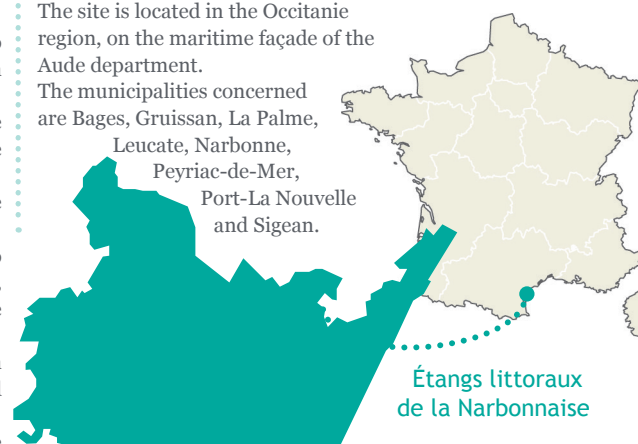 The site is located in the Occitanie
region, on the maritime façade of the
Aude department.
The municipalities concerned
are Bages, Gruissan, La Palme,
Leucate, Narbonne,
Peyriac-de-Mer,
Port-La Nouvelle
and Sigean.
Étangs littoraux
de la Narbonnaise